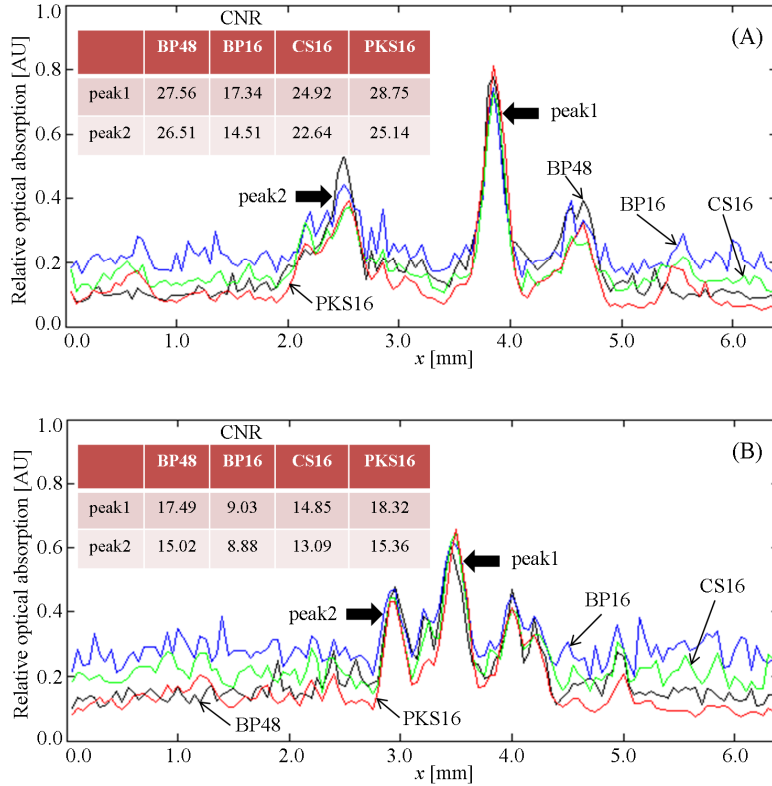 CNR
(A)
BP48 BP16 CS16 PKS16
peak1 27.56 17.34 24.92 28.75
peak2 26.51 14.51 22.64 25.14
peak1
peak2
BP48
BP16
CS16
PKS16
Relative optical absorption [AU]
1.0
0.8
0.6
0.4
0.2
0.0
0.0 1.0 2.0 3.0 4.0 5.0 6.0
x [mm]
CNR
(B)
BP48 BP16 CS16 PKS16
peak1 17.49 9.03 14.85 18.32
peak2 15.02 8.88 13.09 15.36
peak1
peak2
BP16
CS16
BP48
PKS16
Relative optical absorption [AU]
1.0
0.8
0.6
0.4
0.2
0.0
0.0 1.0 2.0 3.0 4.0 5.0 6.0
x [mm]